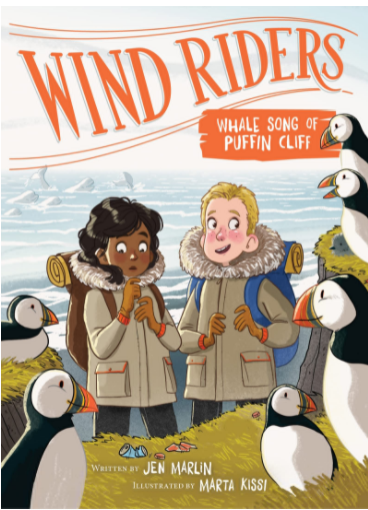 WIND RIDERS
WHALE SONG OF
PUFFIN CLIFF
WRITTEN BY JEN MARLIN
ILLUSTRATED BY MARTA KISSI